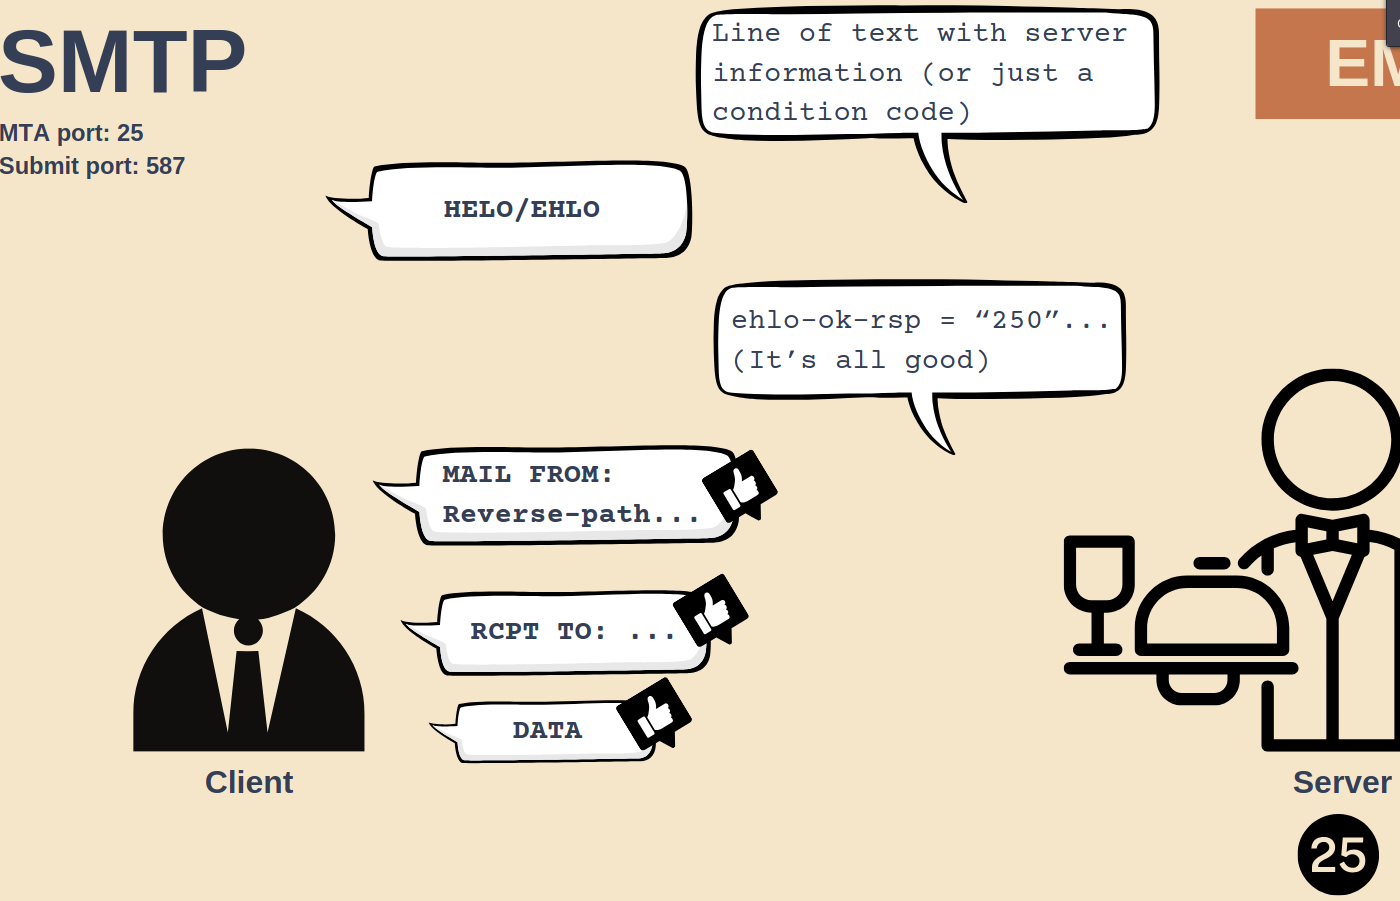 SMTP
MTA port: 25
Submit port: 587
Line of text with server
information (or just a
condition code)
HELO/EHLO
ehlo-ok-rsp = “250”...
(It’s all good)
MAIL FROM:
Reverse-path...
RCPT TO: ...
DATA
Client
Server
25